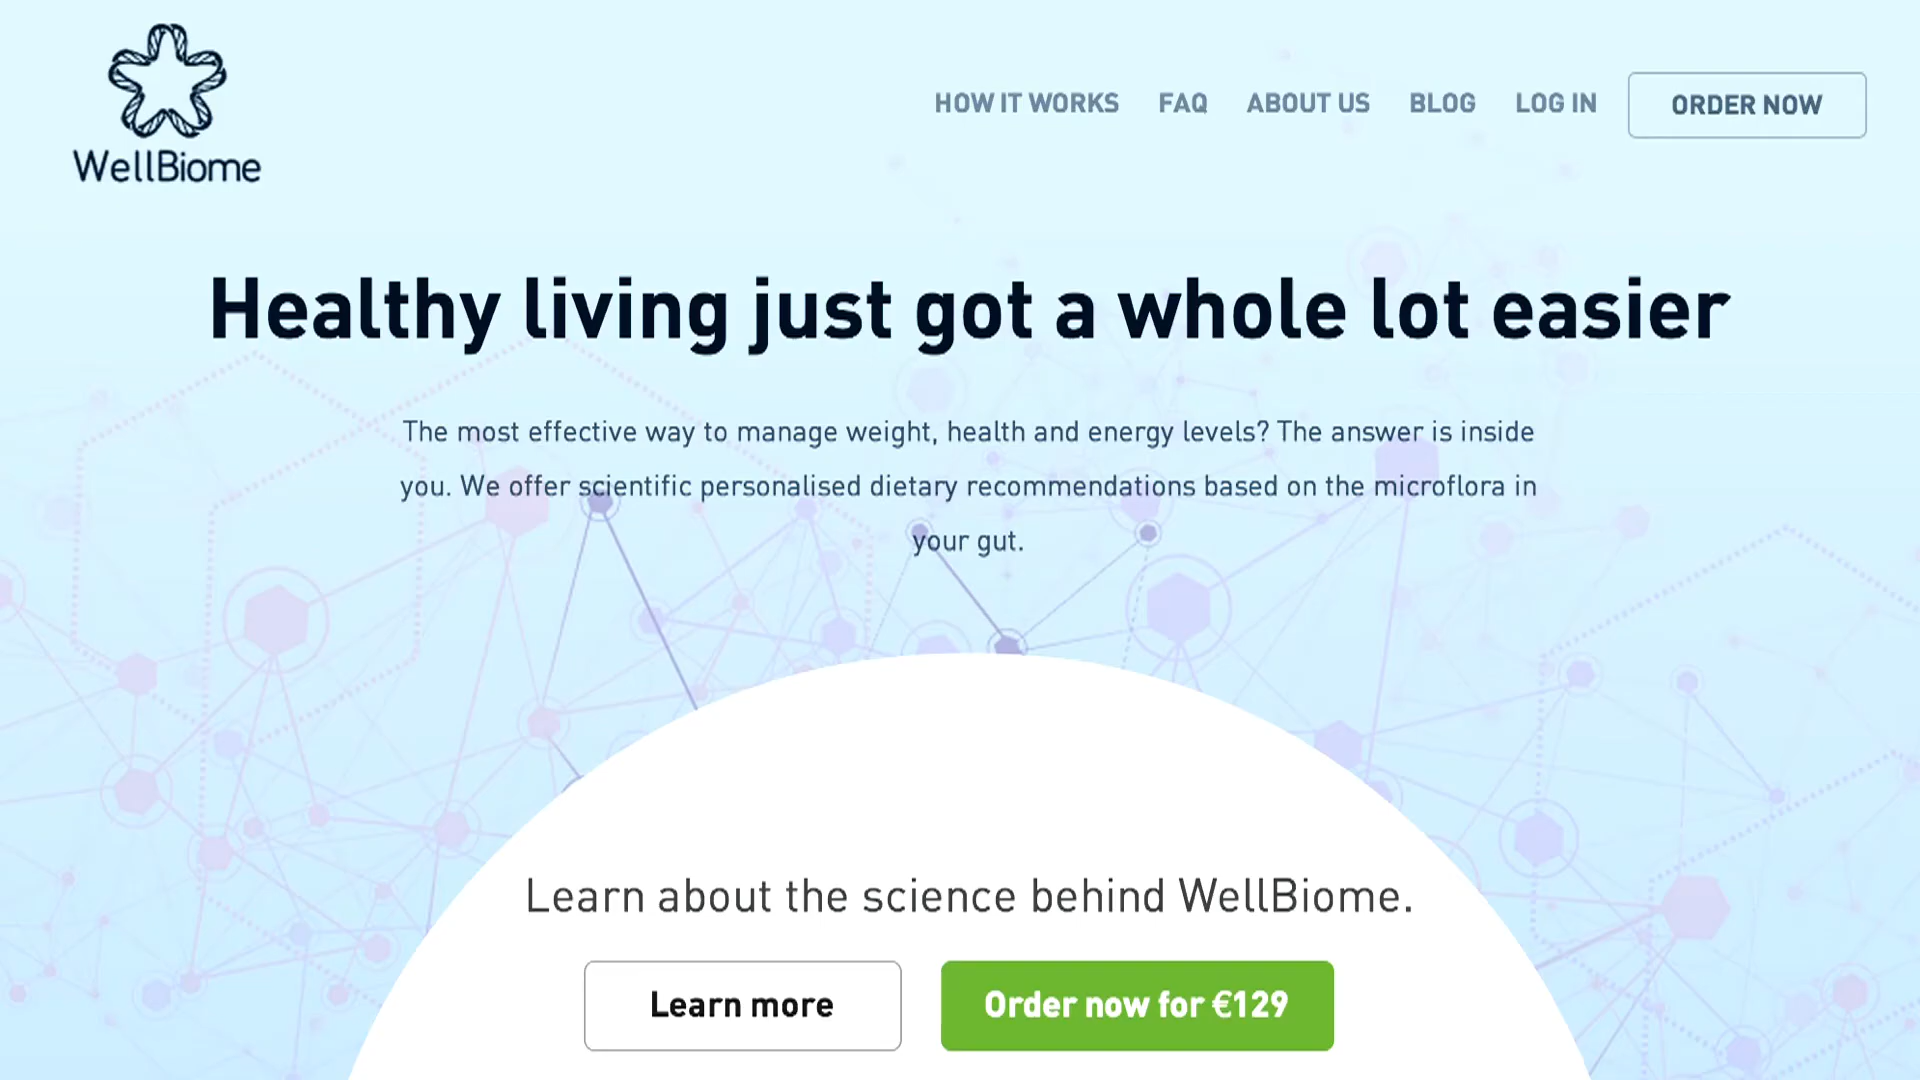 WellBiome
HOW IT WORKS
FAQ
ABOUT US
BLOG
LOG IN
ORDER NOW
Healthy living just got a whole lot easier
The most effective way to manage weight, health and energy levels? The answer is inside
you. We offer scientific personalised dietary recommendations based on the microflora in
your gut.
Learn about the science behind WellBiome.
Learn more
Order now for €129